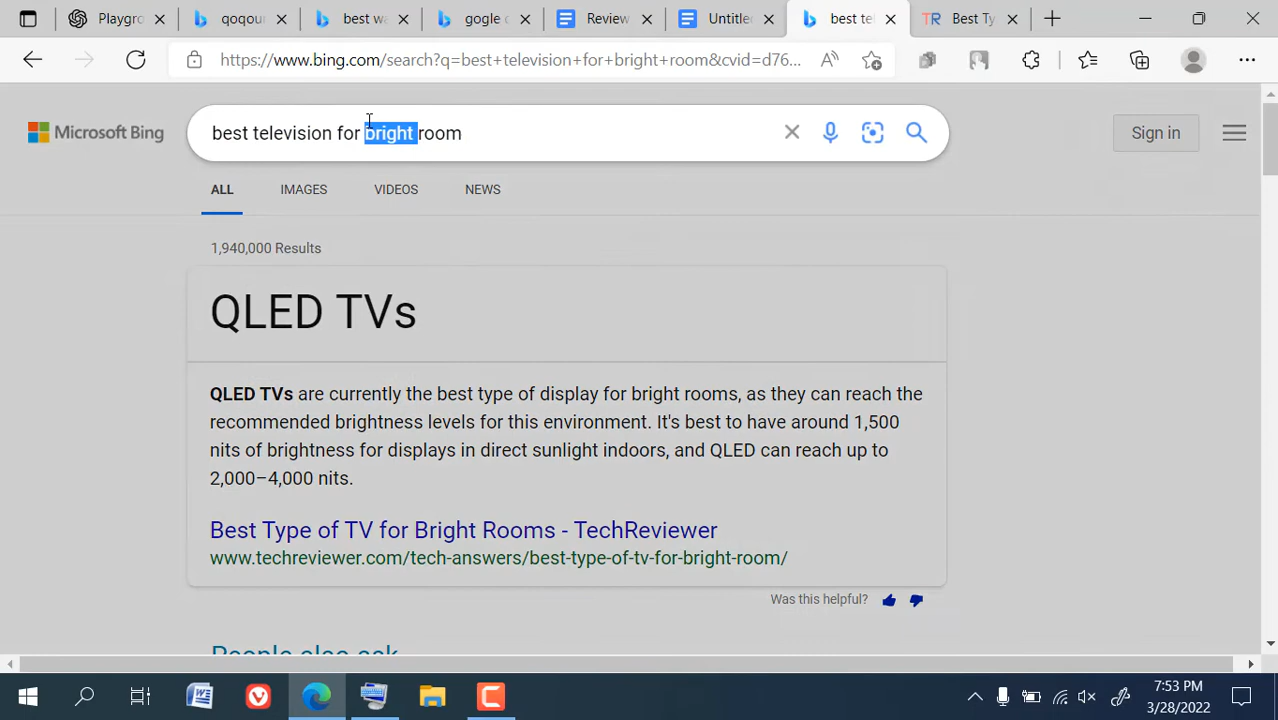 Playgro
qoqour
best wa
gogle c
Review
Untitle
best tel
Best Ty
https://www.bing.com/search?q=best+television+for+bright+room&cvid=d76...
Microsoft Bing
best television for bright room
Sign in
ALL
IMAGES
VIDEOS
NEWS
1,940,000 Results
QLED TVs
QLED TVs are currently the best type of display for bright rooms, as they can reach the
recommended brightness levels for this environment. It's best to have around 1,500
nits of brightness for displays in direct sunlight indoors, and QLED can reach up to
2,000–4,000 nits.
Best Type of TV for Bright Rooms - TechReviewer
www.techreviewer.com/tech-answers/best-type-of-tv-for-bright-room/
Was this helpful?
People also ask
7:53 PM
3/28/2022